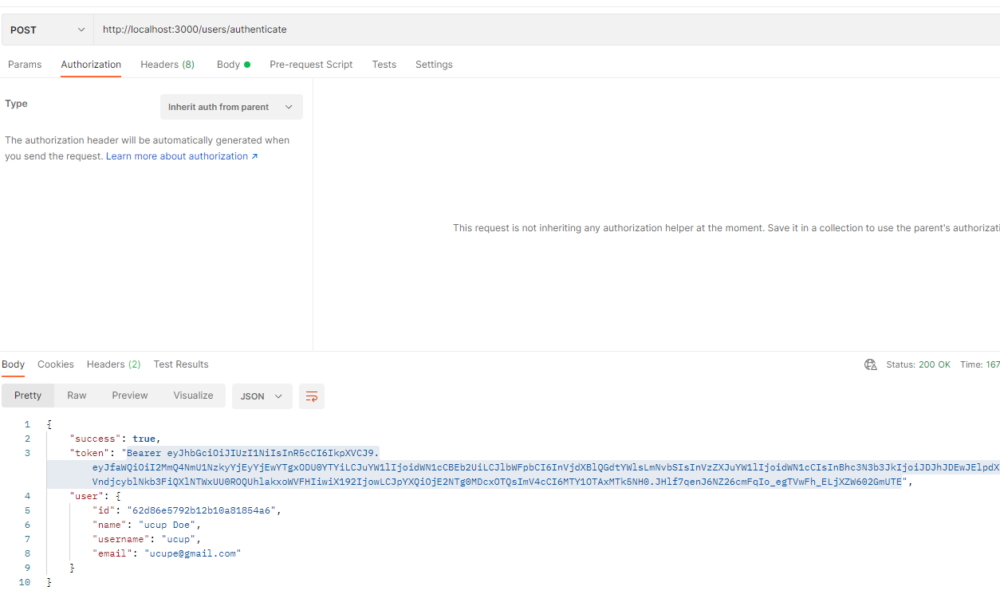 POST http://localhost:3000/users/authenticate
Params Authorization Headers (8) Body Pre-request Script Tests Settings
Type Inherit auth from parent
The authorization header will be automatically generated when
you send the request. Learn more about authorization ↗
This request is not inheriting any authorization helper at the moment. Save it in a collection to use the parent's authorizati
Body Cookies Headers (2) Test Results Status: 200 OK Time: 167
Pretty Raw Preview Visualize JSON
1 {
2 "success": true,
3 "token": "Bearer eyJhbGciOiJIUzI1NiIsInR5cCI6IkpXVCJ9.
eyJfaWQiOiI2MmQ4NmU1NzkyYjEyYjEwYTgxODU0YTYiLCJuYW1lIjoidWN1cCBEb2UiLCJlbWFpbCI6InVjdXBlQGdtYWlsLmNvbSIsInVzZXJuYW1lIjoidWN1cCIsInBhc3N3b3JkIjoiJDJhJDEwJElpdX
VndjcyblNkb3FiQXlNTWxUU0ROQUhlakxoWVFHIiwiX192IjowLCJpYXQiOjE2NTg0MDcxOTQsImV4cCI6MTY1OTAxMTk5NH0.JHlf7qenJ6NZ26cmFqIo_egTVwFh_ELjXZW602GmUTE",
4 "user": {
5 "id": "62d86e5792b12b10a81854a6",
6 "name": "ucup Doe",
7 "username": "ucup",
8 "email": "ucupe@gmail.com"
9 }
10 }